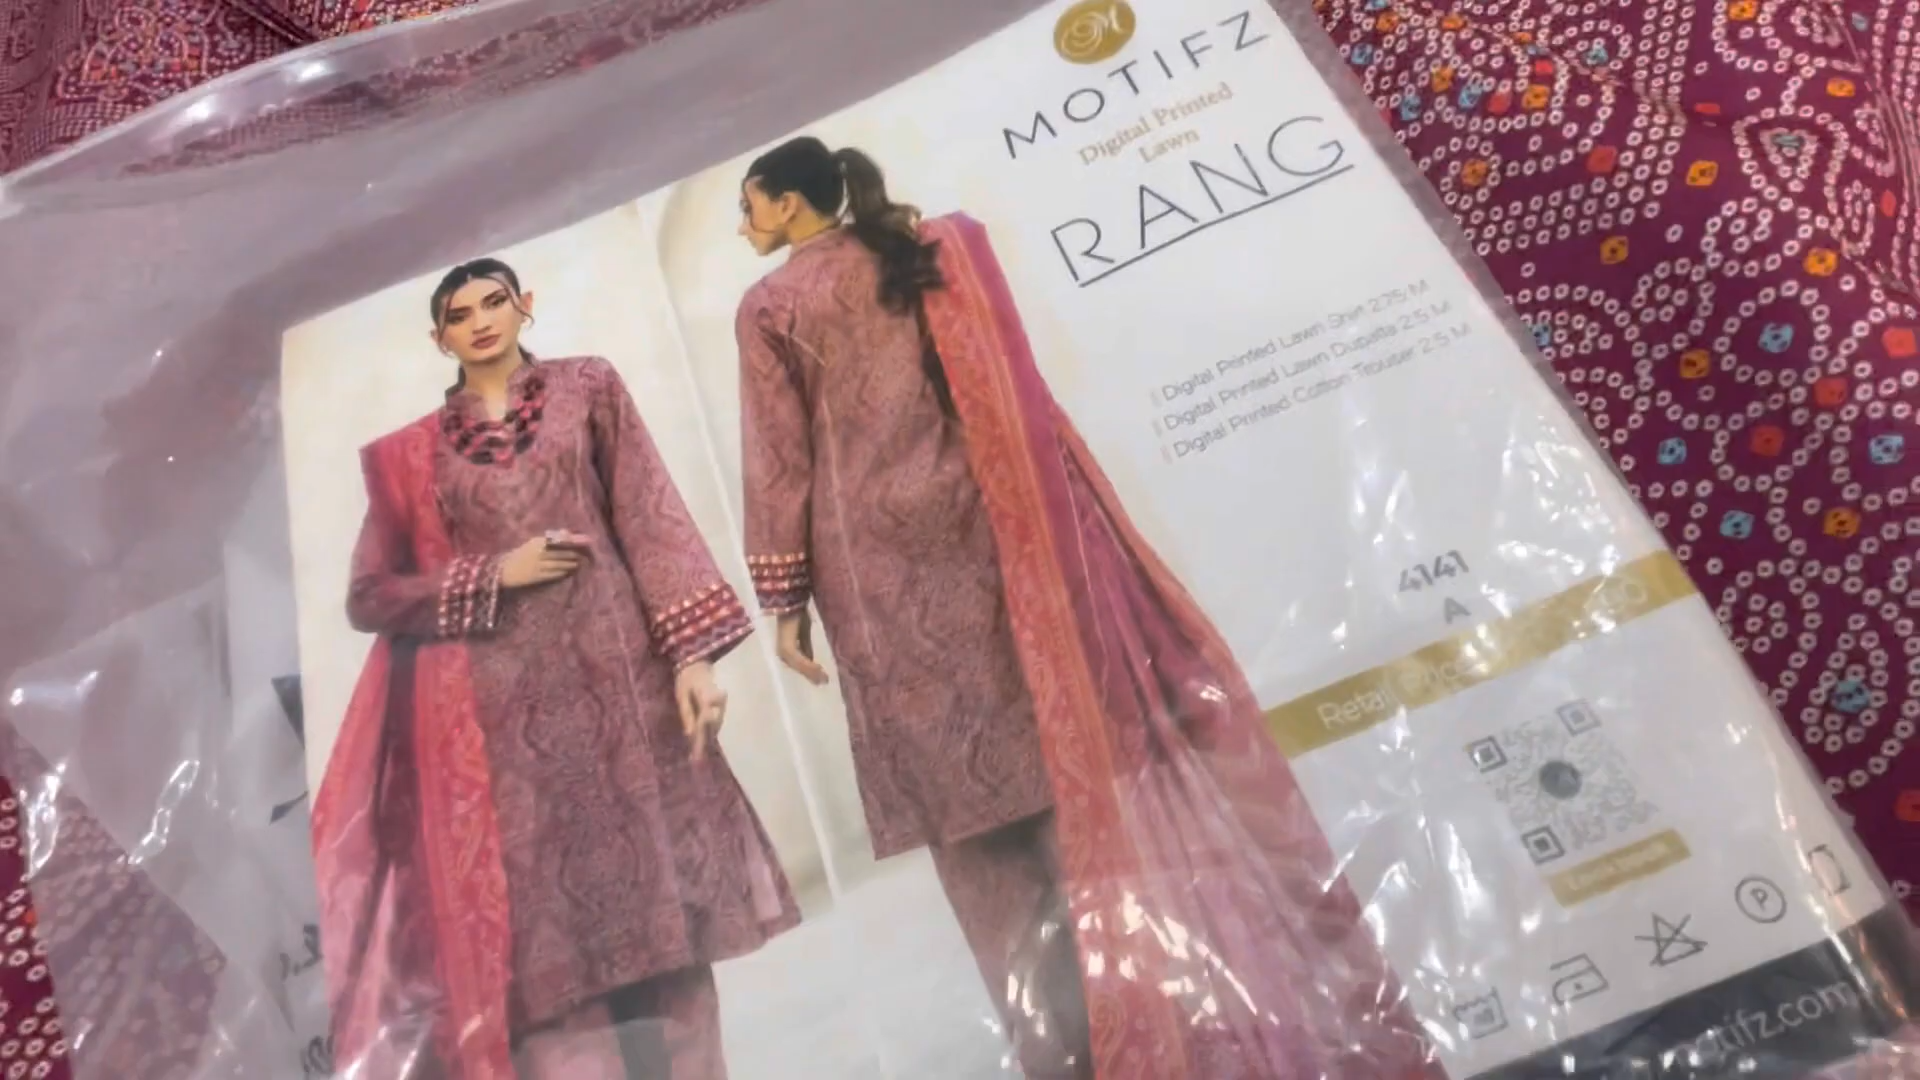 MOTIFZ
Digital Printed
Lawn
RANG
Digital Printed Lawn Shirt 2.75 M
Digital Printed Lawn Dupatta 2.5 M
Digital Printed Cotton Trouser 2.5 M
4141
A
Retail Price
P
motifz.com